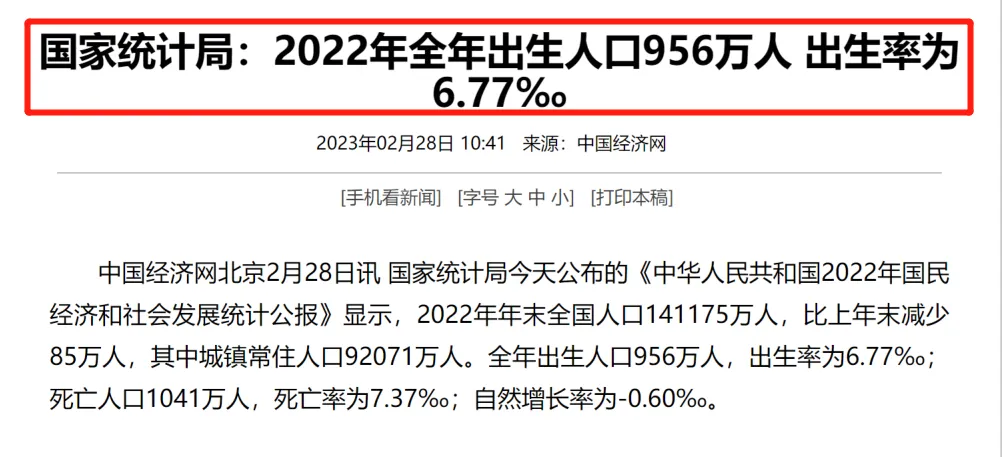 国家统计局：2022年全年出生人口956万人 出生率为
6.77‰
2023年02月28日 10:41 来源：中国经济网
[手机看新闻] [字号 大 中 小] [打印本稿]
中国经济网北京2月28日讯 国家统计局今天公布的《中华人民共和国2022年国民
经济和社会发展统计公报》显示，2022年年末全国人口141175万人，比上年末减少
85万人，其中城镇常住人口92071万人。全年出生人口956万人，出生率为6.77‰；
死亡人口1041万人，死亡率为7.37‰；自然增长率为-0.60‰。